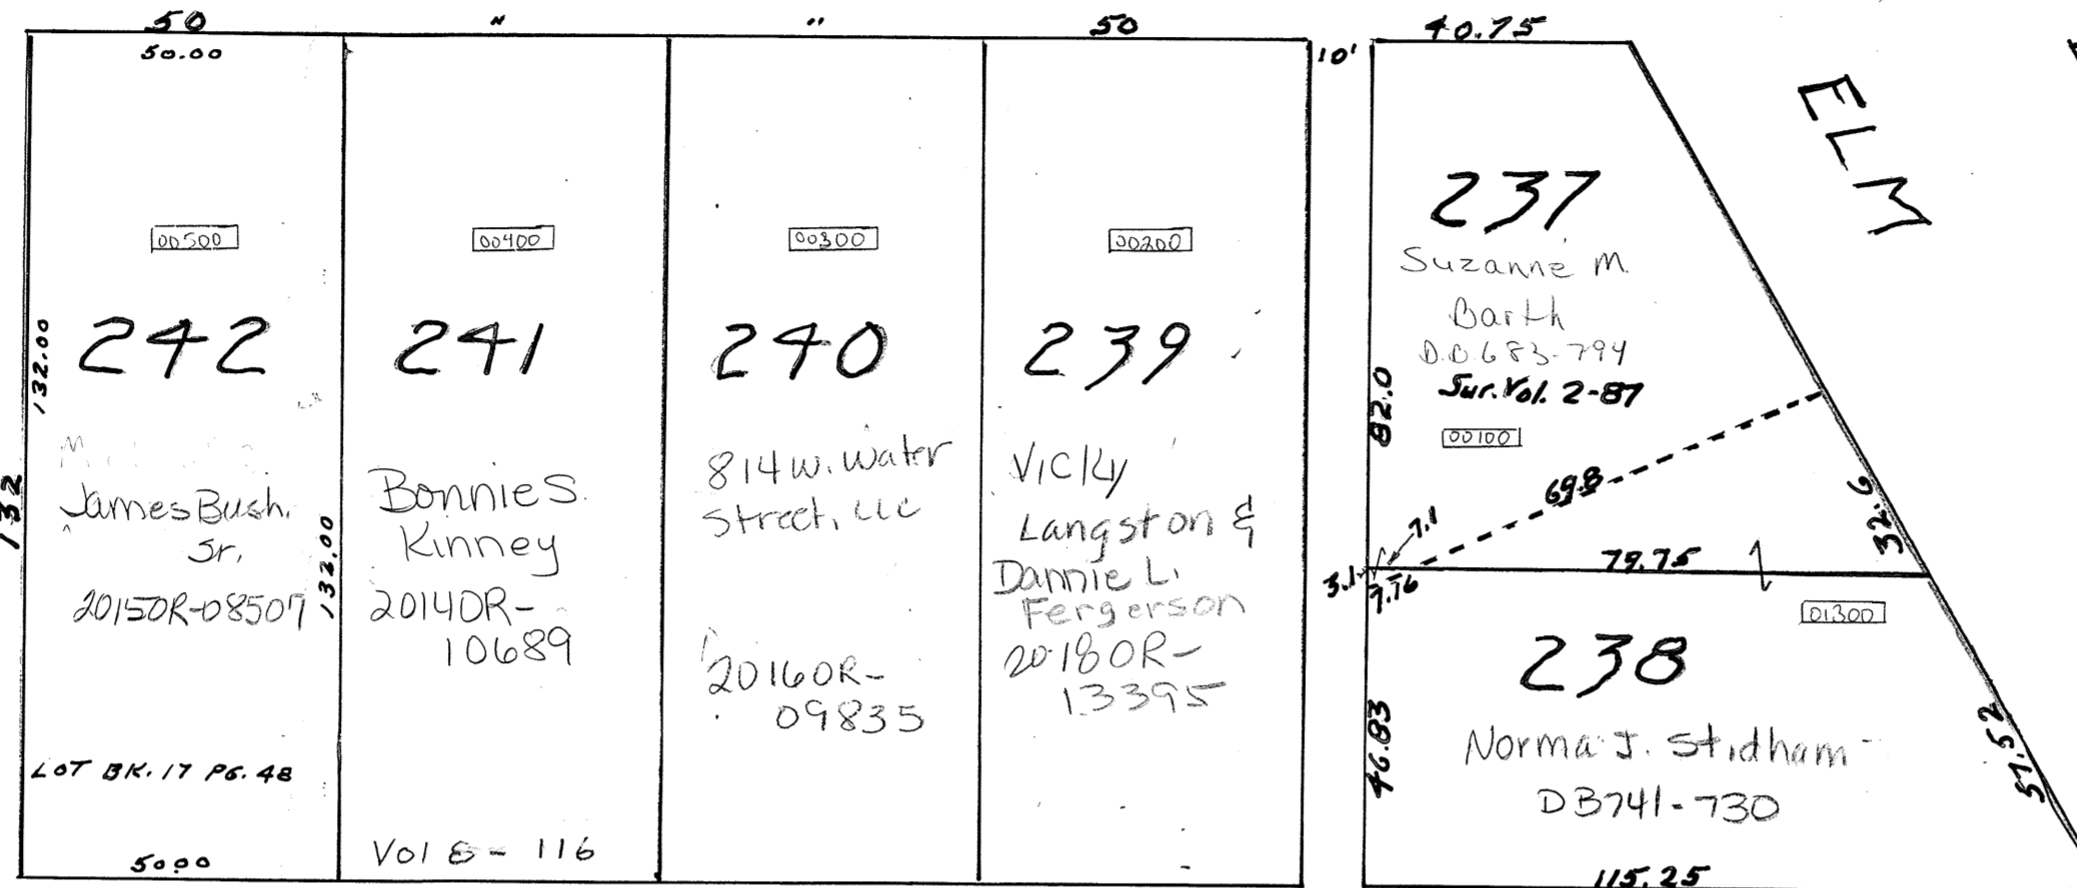 50 " " 50
50.00
00500
242
132.00
132
James Bush,
Sr.
20150R-08507
132.00
LOT BK. 17 PG. 48
50.00
00400
241
Bonnie S.
Kinney
20140R-
10689
Vol 8 - 116
00300
240
814 W. Water
Street, LLC
20160R-
09835
00200
239
Vicky
Langston &
Dannie L.
Fergerson
20180R-
13395
10'
40.75
ELM
237
Suzanne M.
Barth
D.B. 683-794
Sur. Vol. 2-87
00100
82.0
69.8
32.6
7.1
3.1
7.76
79.75
01300
238
Norma J. Stidham
DB741-730
46.83
57.52
115.25